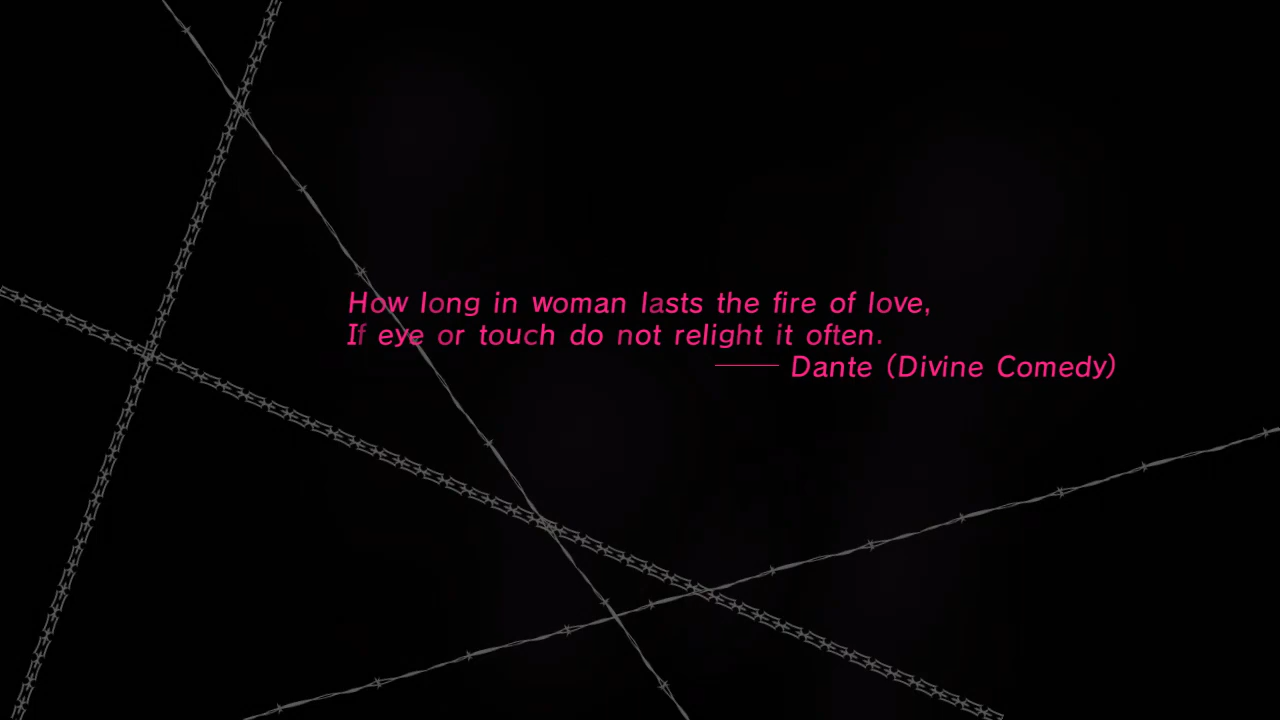 How long in woman lasts the fire of love,
If eye or touch do not relight it often.
—— Dante (Divine Comedy)